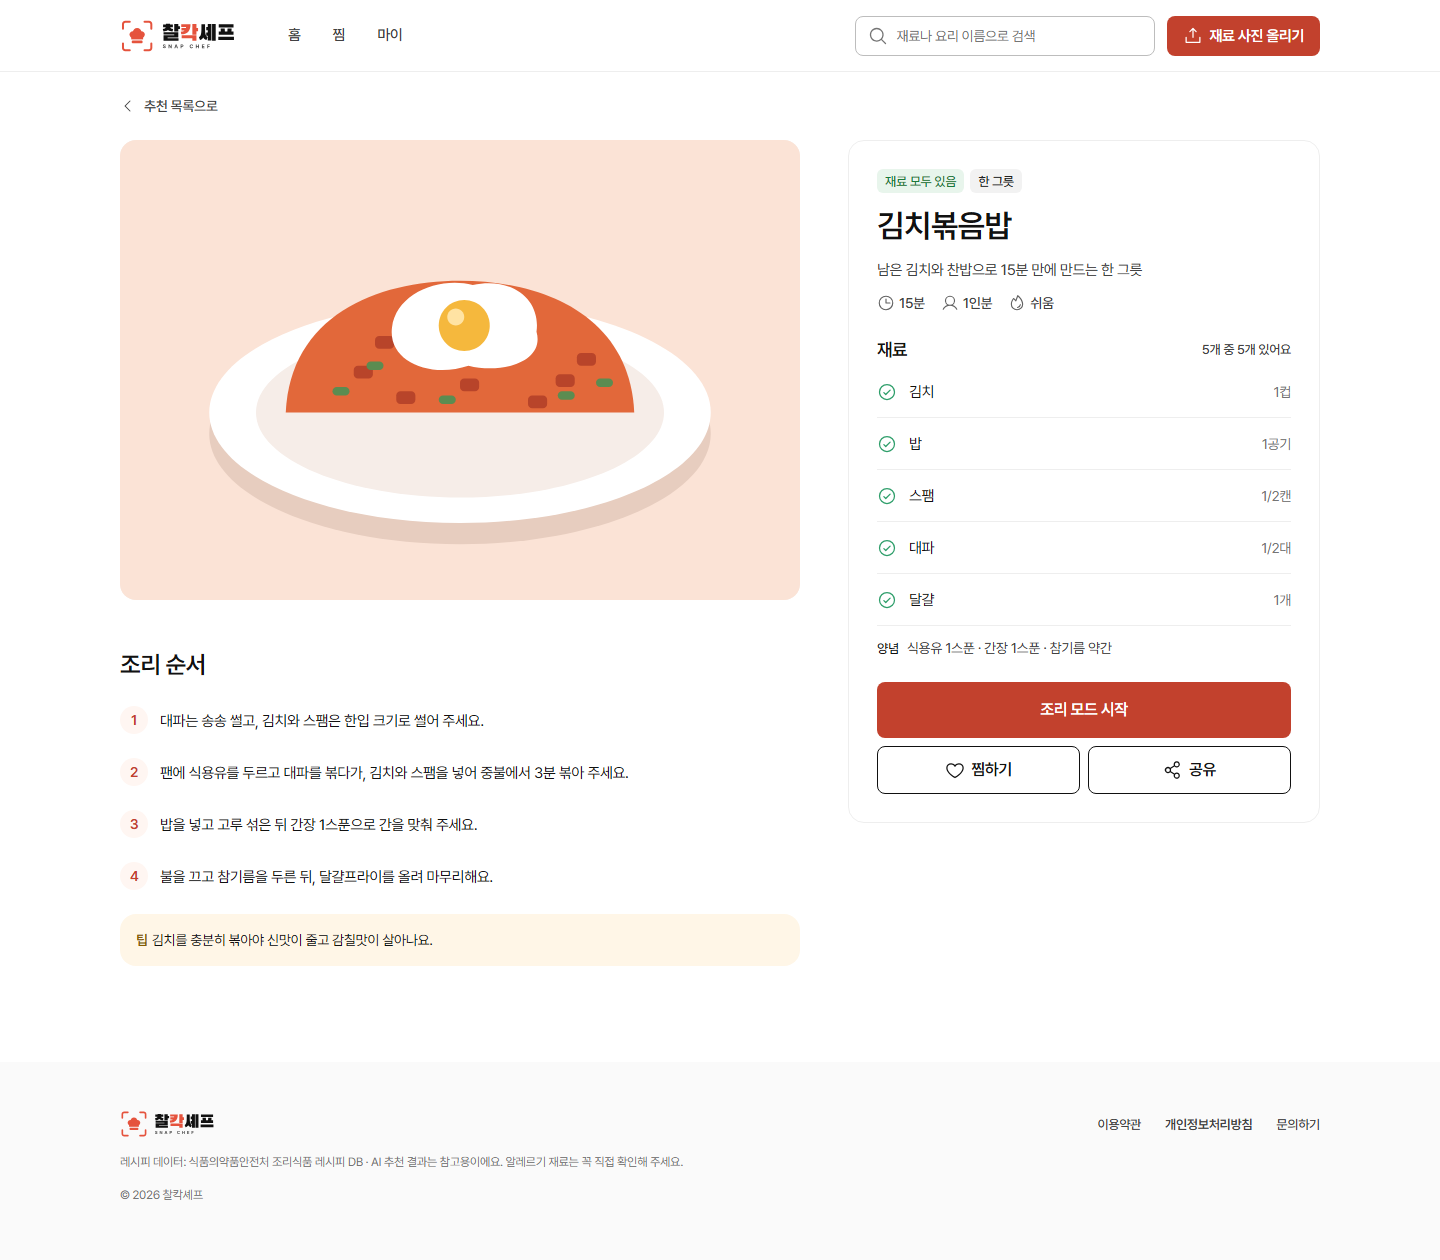 찰칵셰프
SNAP CHEF
홈
찜
마이
재료나 요리 이름으로 검색
재료 사진 올리기
추천 목록으로
재료 모두 있음
한 그릇
김치볶음밥
남은 김치와 찬밥으로 15분 만에 만드는 한 그릇
15분
1인분
쉬움
재료
5개 중 5개 있어요
김치
1컵
밥
1공기
스팸
1/2캔
대파
1/2대
달걀
1개
양념 식용유 1스푼 · 간장 1스푼 · 참기름 약간
조리 모드 시작
찜하기
공유
조리 순서
1 대파는 송송 썰고, 김치와 스팸은 한입 크기로 썰어 주세요.
2 팬에 식용유를 두르고 대파를 볶다가, 김치와 스팸을 넣어 중불에서 3분 볶아 주세요.
3 밥을 넣고 고루 섞은 뒤 간장 1스푼으로 간을 맞춰 주세요.
4 불을 끄고 참기름을 두른 뒤, 달걀프라이를 올려 마무리해요.
팁 김치를 충분히 볶아야 신맛이 줄고 감칠맛이 살아나요.
찰칵셰프
SNAP CHEF
이용약관
개인정보처리방침
문의하기
레시피 데이터: 식품의약품안전처 조리식품 레시피 DB · AI 추천 결과는 참고용이에요. 알레르기 재료는 꼭 직접 확인해 주세요.
© 2026 찰칵셰프